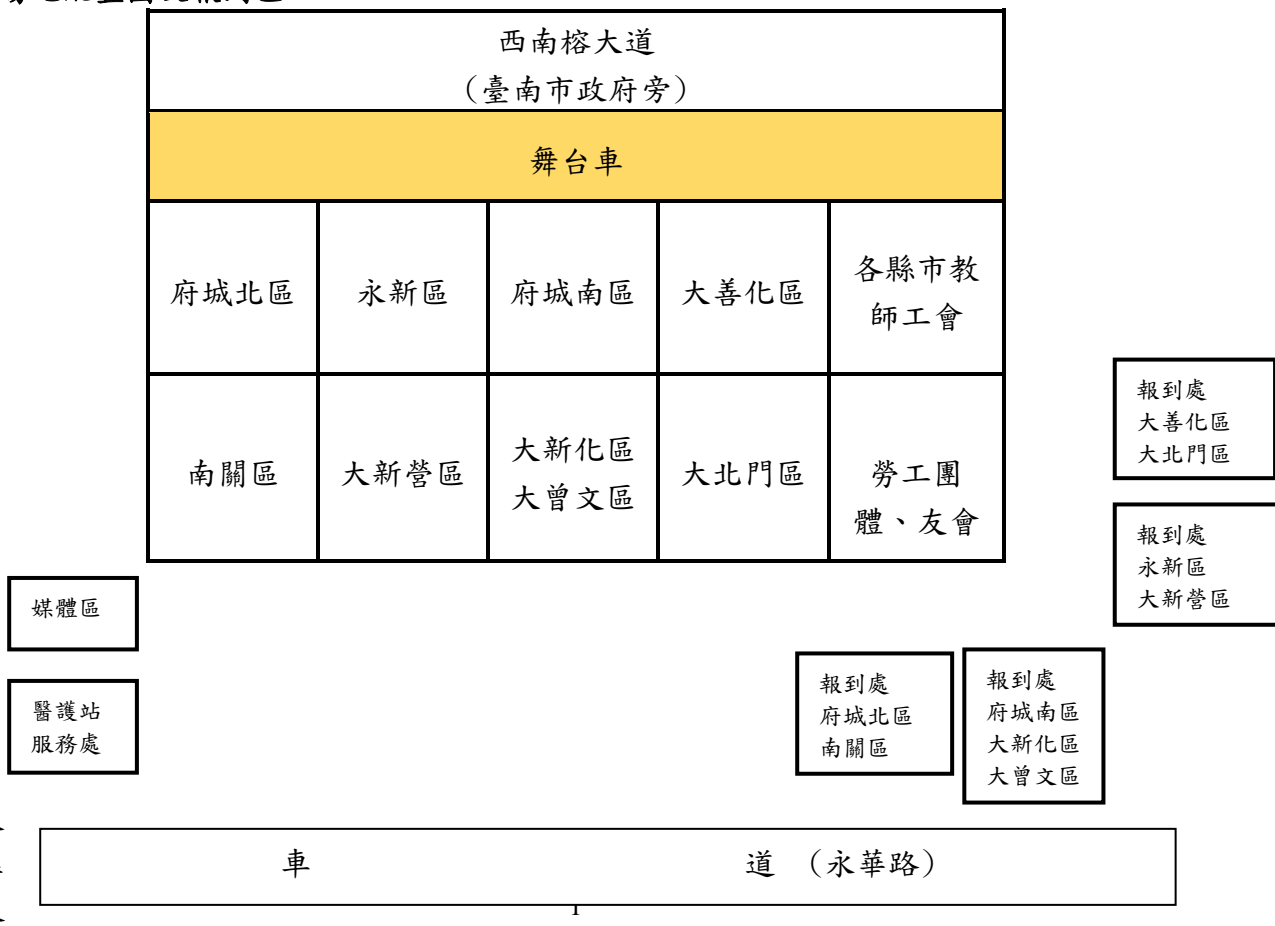 西南榕大道
（臺南市政府旁）
舞台車
府城北區
永新區
府城南區
大善化區
各縣市教
師工會
南關區
大新營區
大新化區
大曾文區
大北門區
勞工團
體、友會
報到處
大善化區
大北門區
報到處
永新區
大新營區
媒體區
醫護站
服務處
報到處
府城北區
南關區
報到處
府城南區
大新化區
大曾文區
車 道 （永華路）